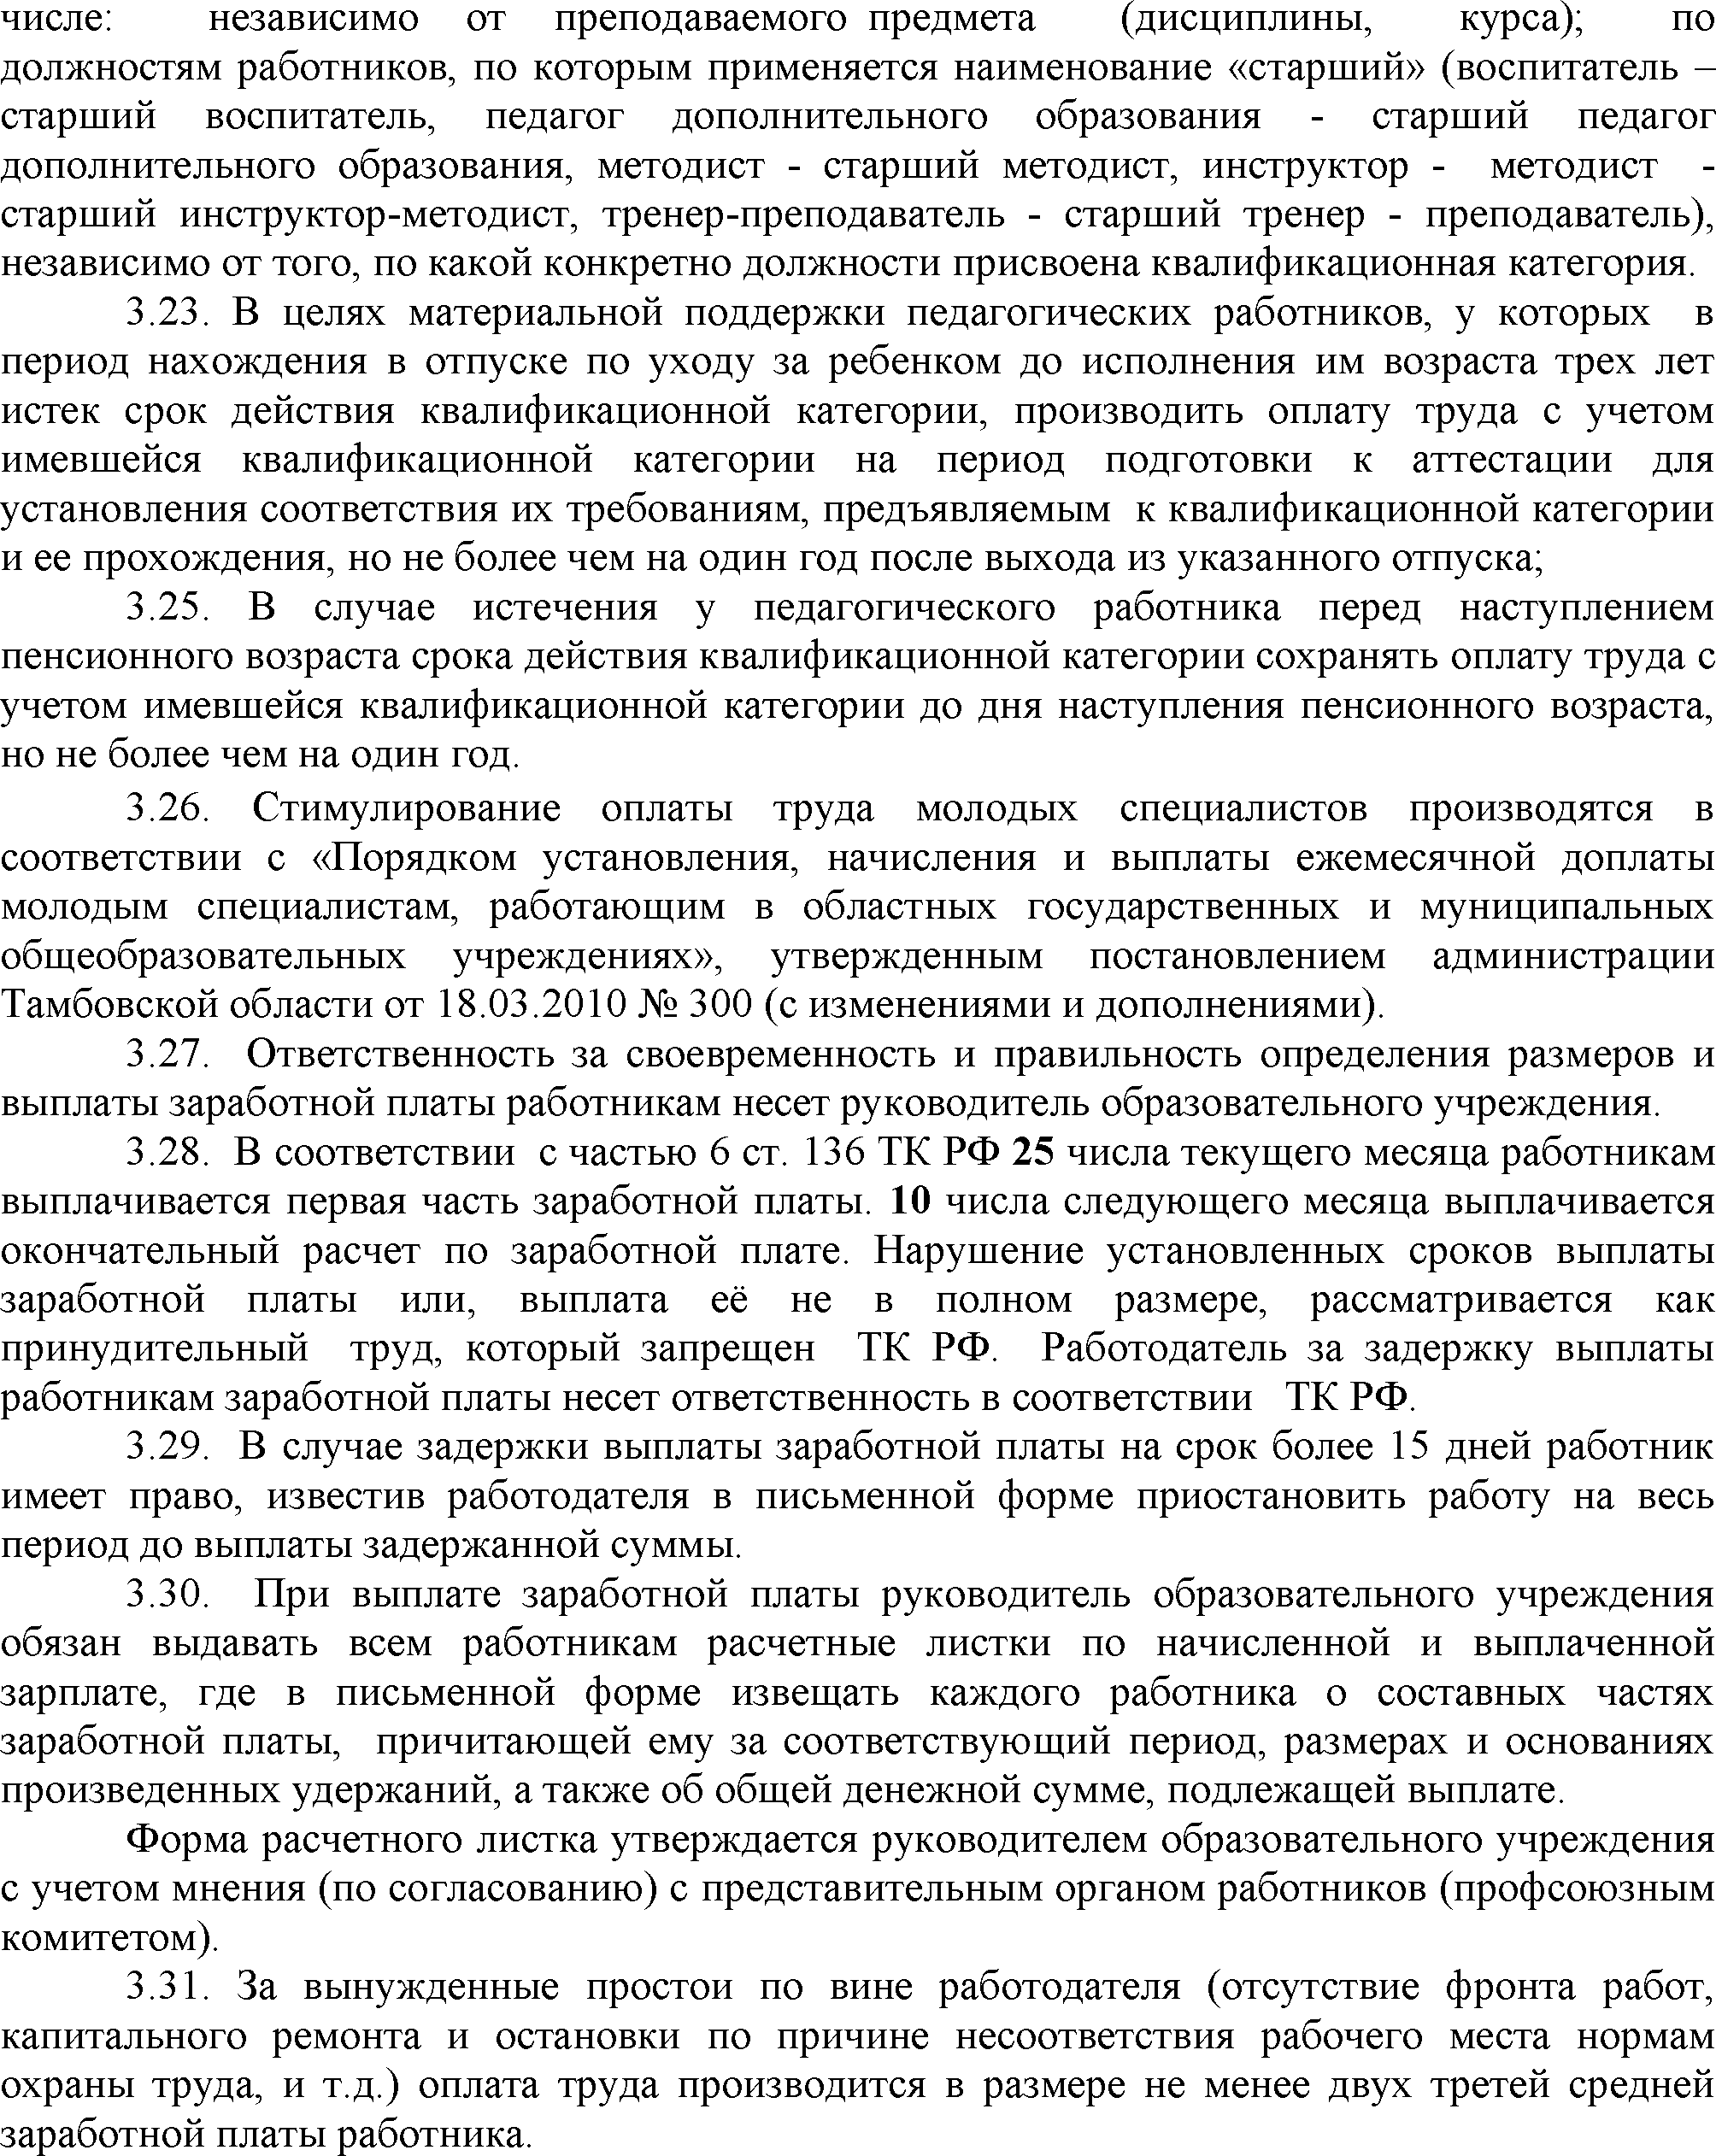 числе: независимо от преподаваемого предмета (дисциплины, курса); по
должностям работников, по которым применяется наименование «старший» (воспитатель –
старший воспитатель, педагог дополнительного образования - старший педагог
дополнительного образования, методист - старший методист, инструктор - методист -
старший инструктор-методист, тренер-преподаватель - старший тренер - преподаватель),
независимо от того, по какой конкретно должности присвоена квалификационная категория.
3.23. В целях материальной поддержки педагогических работников, у которых в
период нахождения в отпуске по уходу за ребенком до исполнения им возраста трех лет
истек срок действия квалификационной категории, производить оплату труда с учетом
имевшейся квалификационной категории на период подготовки к аттестации для
установления соответствия их требованиям, предъявляемым к квалификационной категории
и ее прохождения, но не более чем на один год после выхода из указанного отпуска;
3.25. В случае истечения у педагогического работника перед наступлением
пенсионного возраста срока действия квалификационной категории сохранять оплату труда с
учетом имевшейся квалификационной категории до дня наступления пенсионного возраста,
но не более чем на один год.
3.26. Стимулирование оплаты труда молодых специалистов производятся в
соответствии с «Порядком установления, начисления и выплаты ежемесячной доплаты
молодым специалистам, работающим в областных государственных и муниципальных
общеобразовательных учреждениях», утвержденным постановлением администрации
Тамбовской области от 18.03.2010 № 300 (с изменениями и дополнениями).
3.27. Ответственность за своевременность и правильность определения размеров и
выплаты заработной платы работникам несет руководитель образовательного учреждения.
3.28. В соответствии с частью 6 ст. 136 ТК РФ 25 числа текущего месяца работникам
выплачивается первая часть заработной платы. 10 числа следующего месяца выплачивается
окончательный расчет по заработной плате. Нарушение установленных сроков выплаты
заработной платы или, выплата её не в полном размере, рассматривается как
принудительный труд, который запрещен ТК РФ. Работодатель за задержку выплаты
работникам заработной платы несет ответственность в соответствии ТК РФ.
3.29. В случае задержки выплаты заработной платы на срок более 15 дней работник
имеет право, известив работодателя в письменной форме приостановить работу на весь
период до выплаты задержанной суммы.
3.30. При выплате заработной платы руководитель образовательного учреждения
обязан выдавать всем работникам расчетные листки по начисленной и выплаченной
зарплате, где в письменной форме извещать каждого работника о составных частях
заработной платы, причитающей ему за соответствующий период, размерах и основаниях
произведенных удержаний, а также об общей денежной сумме, подлежащей выплате.
Форма расчетного листка утверждается руководителем образовательного учреждения
с учетом мнения (по согласованию) с представительным органом работников (профсоюзным
комитетом).
3.31. За вынужденные простои по вине работодателя (отсутствие фронта работ,
капитального ремонта и остановки по причине несоответствия рабочего места нормам
охраны труда, и т.д.) оплата труда производится в размере не менее двух третей средней
заработной платы работника.